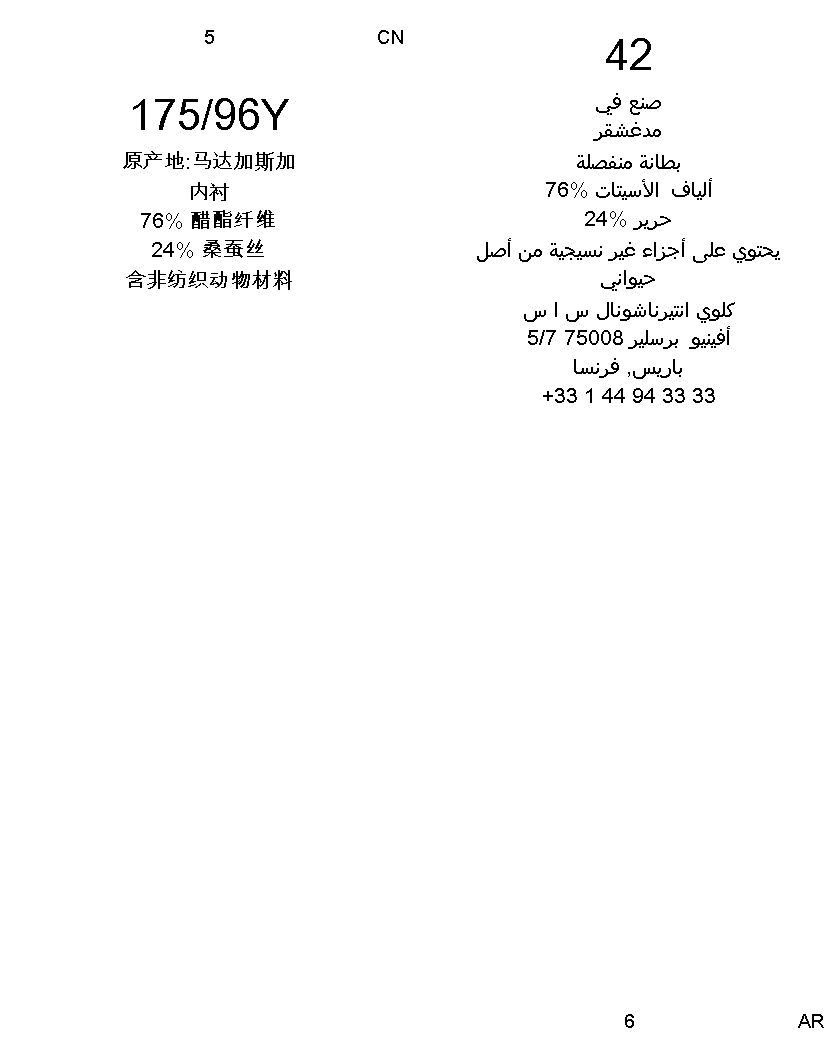 5
CN
175/96Y
原产地:马达加斯加
内衬
76% 醋酯纤维
24% 桑蚕丝
含非纺织动物材料
42
صنع في
مدغشقر
بطانة منفصلة
ألياف الأسيتات %76
حرير %24
يحتوي على أجزاء غير نسيجية من أصل
حيواني
كلوي انتيرناشونال س ا س
أفينيو برسلير 75008 5/7
باريس, فرنسا
+33 1 44 94 33 33
6
AR